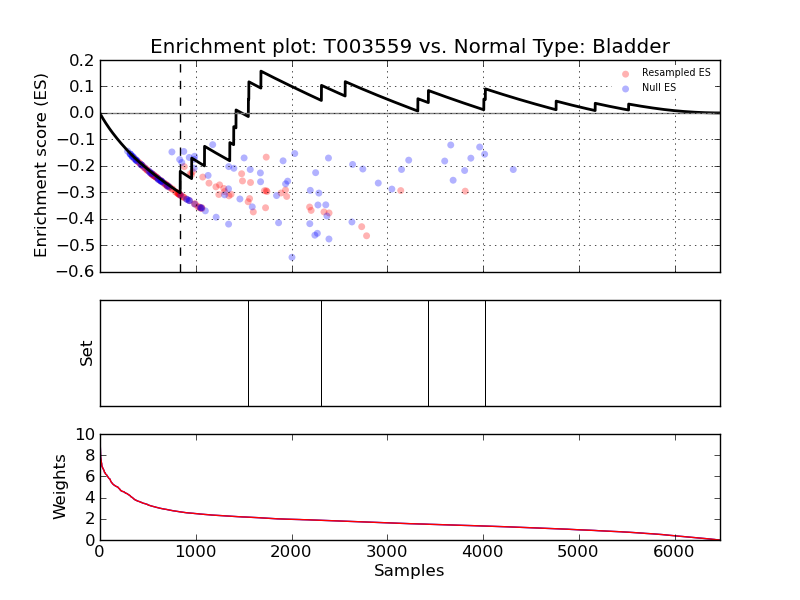 Enrichment plot: T003559 vs. Normal Type: Bladder
Enrichment score (ES)
0.2
0.1
0.0
−0.1
−0.2
−0.3
−0.4
−0.5
−0.6
Resampled ES
Null ES
Set
Weights
10
8
6
4
2
0
0 1000 2000 3000 4000 5000 6000
Samples